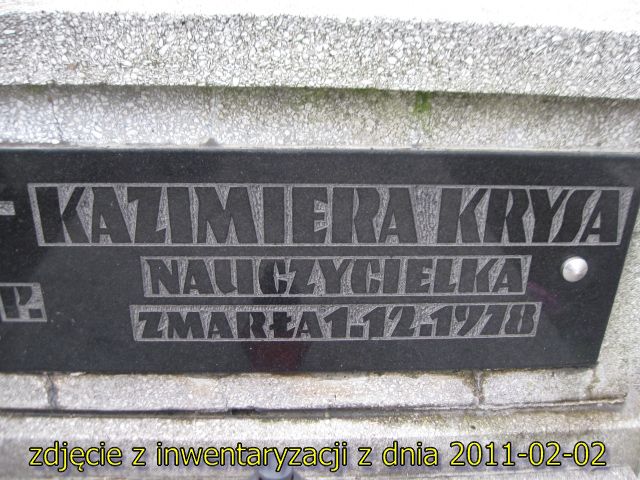 KAZIMIERA KRYSA
NAUCZYCIELKA
P.
ZMARŁA 1.12.1978
zdjęcie z inwentaryzacji z dnia 2011-02-02